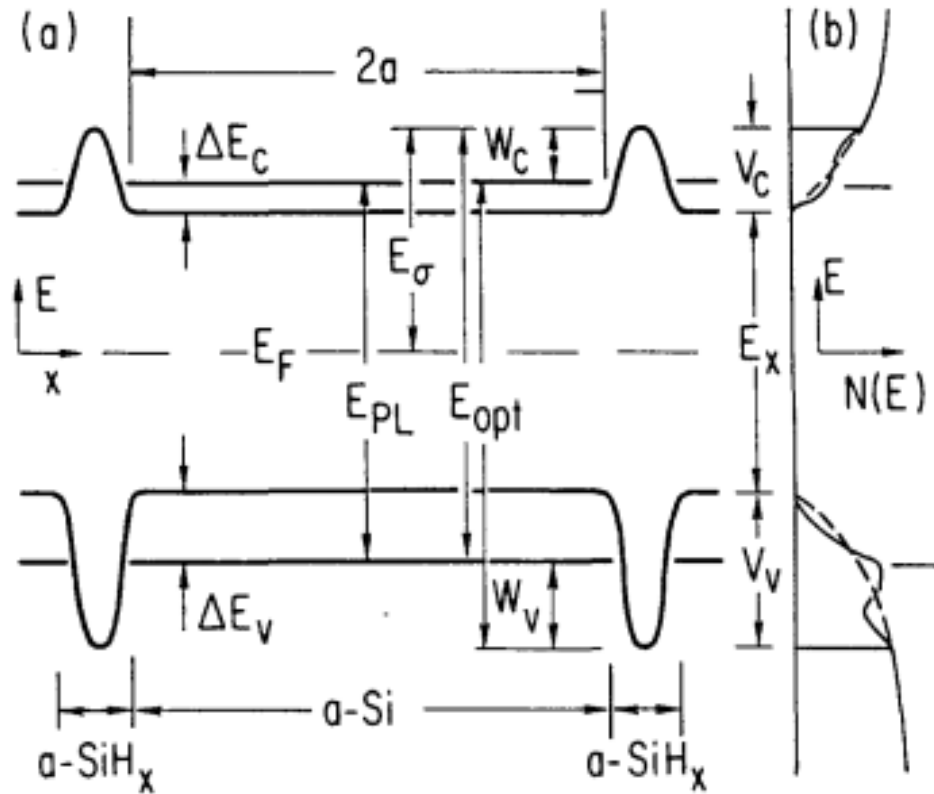 (a)
(b)
2a
ΔE_C
W_C
V_C
E_σ
E
x
E_F
E_x
E
N(E)
E_PL
E_opt
ΔE_V
W_V
V_V
a-Si
a-SiH_x
a-SiH_x